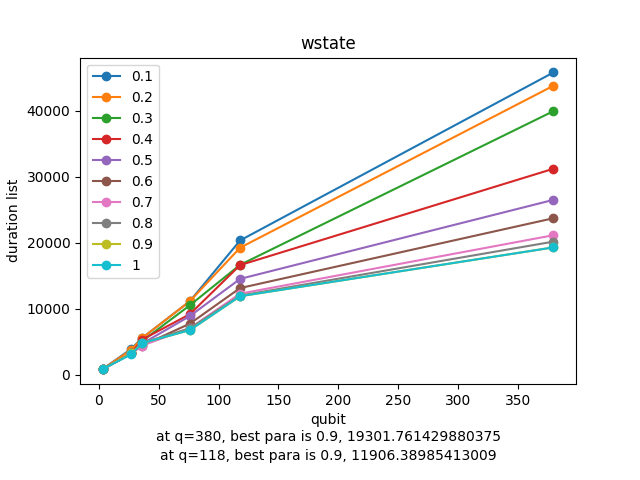 wstate
0.1
0.2
0.3
0.4
0.5
0.6
0.7
0.8
0.9
1
40000
30000
20000
10000
0
duration list
0 50 100 150 200 250 300 350
qubit
at q=380, best para is 0.9, 19301.761429880375
at q=118, best para is 0.9, 11906.38985413009